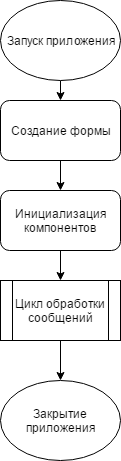 Запуск приложения
Создание формы
Инициализация
компонентов
Цикл обработки
сообщений
Закрытие
приложения